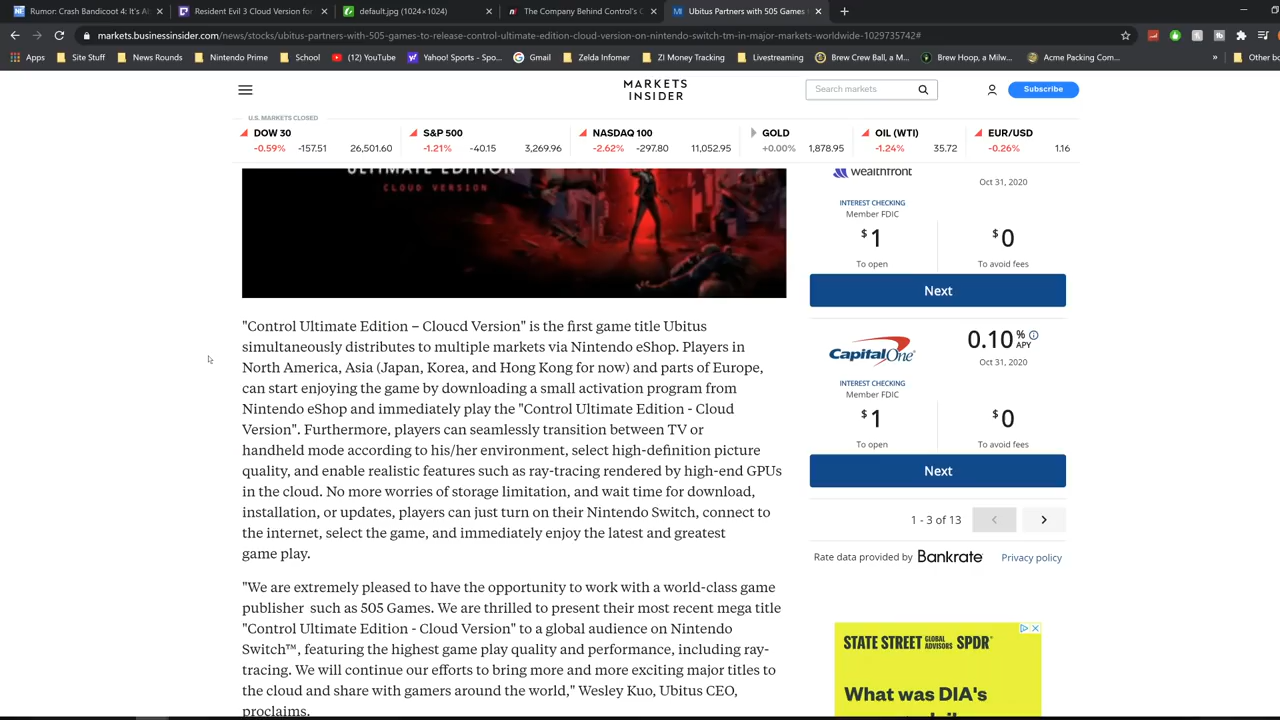 Rumor: Crash Bandicoot 4: It's Ab
Resident Evil 3 Cloud Version for
default.jpg (1024×1024)
The Company Behind Control's C
Ubitus Partners with 505 Games
markets.businessinsider.com/news/stocks/ubitus-partners-with-505-games-to-release-control-ultimate-edition-cloud-version-on-nintendo-switch-tm-in-major-markets-worldwide-1029735742#
Apps
Site Stuff
News Rounds
Nintendo Prime
School
(12) YouTube
Yahoo! Sports - Spo...
Gmail
Zelda Infomer
ZI Money Tracking
Livestreaming
Brew Crew Ball, a M...
Brew Hoop, a Milw...
Acme Packing Com...
»
Other bo
MARKETS
INSIDER
Search markets
Subscribe
U.S. MARKETS CLOSED
DOW 30
-0.59% -157.51 26,501.60
S&P 500
-1.21% -40.15 3,269.96
NASDAQ 100
-2.62% -297.80 11,052.95
GOLD
+0.00% 1,878.95
OIL (WTI)
-1.24% 35.72
EUR/USD
-0.26% 1.16
ULTIMATE EDITION
CLOUD VERSION
"Control Ultimate Edition – Cloucd Version" is the first game title Ubitus
simultaneously distributes to multiple markets via Nintendo eShop. Players in
North America, Asia (Japan, Korea, and Hong Kong for now) and parts of Europe,
can start enjoying the game by downloading a small activation program from
Nintendo eShop and immediately play the "Control Ultimate Edition - Cloud
Version". Furthermore, players can seamlessly transition between TV or
handheld mode according to his/her environment, select high-definition picture
quality, and enable realistic features such as ray-tracing rendered by high-end GPUs
in the cloud. No more worries of storage limitation, and wait time for download,
installation, or updates, players can just turn on their Nintendo Switch, connect to
the internet, select the game, and immediately enjoy the latest and greatest
game play.
"We are extremely pleased to have the opportunity to work with a world-class game
publisher such as 505 Games. We are thrilled to present their most recent mega title
"Control Ultimate Edition - Cloud Version" to a global audience on Nintendo
Switch™, featuring the highest game play quality and performance, including ray-
tracing. We will continue our efforts to bring more and more exciting major titles to
the cloud and share with gamers around the world," Wesley Kuo, Ubitus CEO,
proclaims.
wealthfront
Oct 31, 2020
INTEREST CHECKING
Member FDIC
$1
To open
$0
To avoid fees
Next
Capital One
0.10 % APY
Oct 31, 2020
INTEREST CHECKING
Member FDIC
$1
To open
$0
To avoid fees
Next
1 - 3 of 13
Rate data provided by Bankrate
Privacy policy
STATE STREET GLOBAL ADVISORS SPDR®
What was DIA's